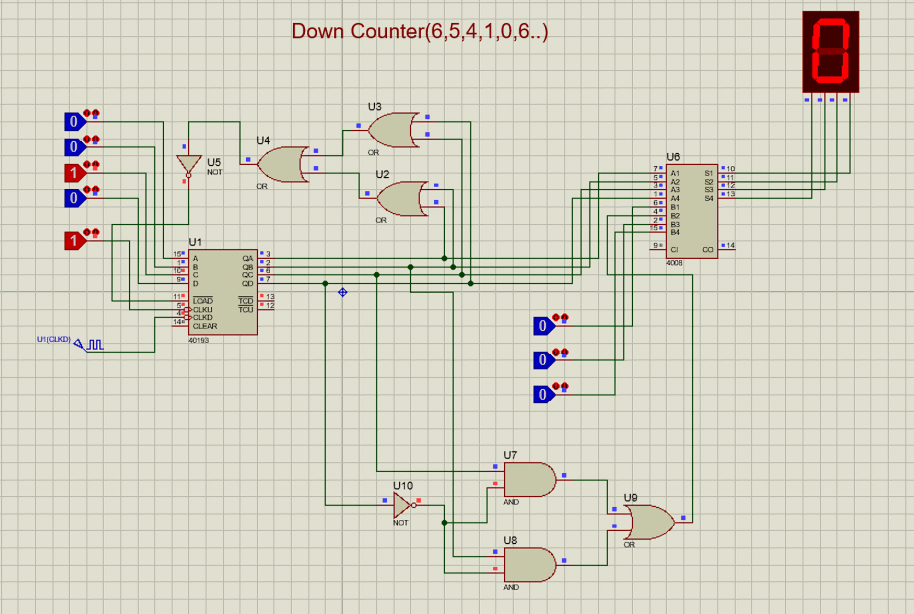 Down Counter(6,5,4,1,0,6..)
0
0
0
1
0
1
U5
NOT
U4
OR
U3
OR
U2
OR
U1
15 A QA 3
1 B QB 2
10 C QC 6
9 D QD 7
11 LOAD TCD 13
5 CLKU TCU 12
4 CLKD
14 CLEAR
40193
U1(CLKD)
U6
7 A1 S1 10
5 A2 S2 11
3 A3 S3 12
1 A4 S4 13
6 B1
4 B2
2 B3
15 B4
9 CI CO 14
4008
0
0
0
U7
AND
U10
NOT
U8
AND
U9
OR